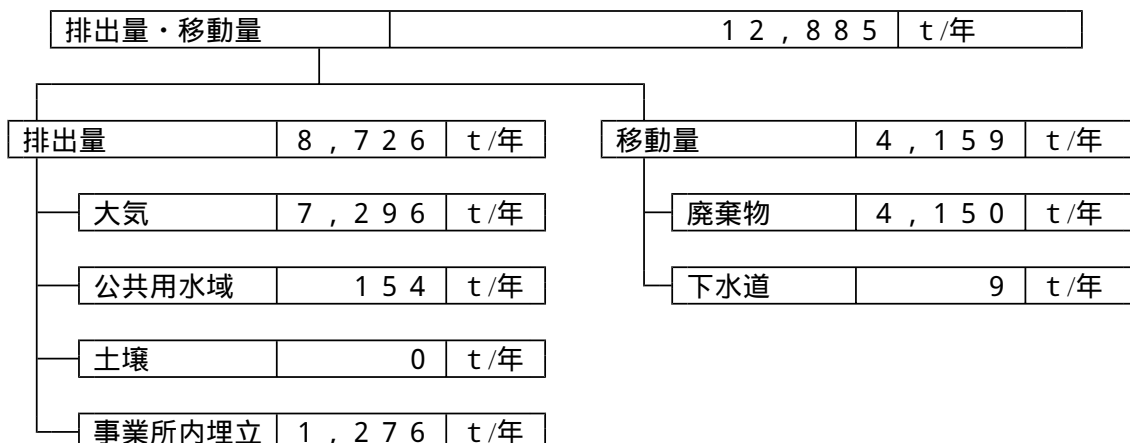 排出量・移動量 12,885 t/年
排出量 8,726 t/年 移動量 4,159 t/年
大気 7,296 t/年 廃棄物 4,150 t/年
公共用水域 154 t/年 下水道 9 t/年
土壌 0 t/年
事業所内埋立 1,276 t/年